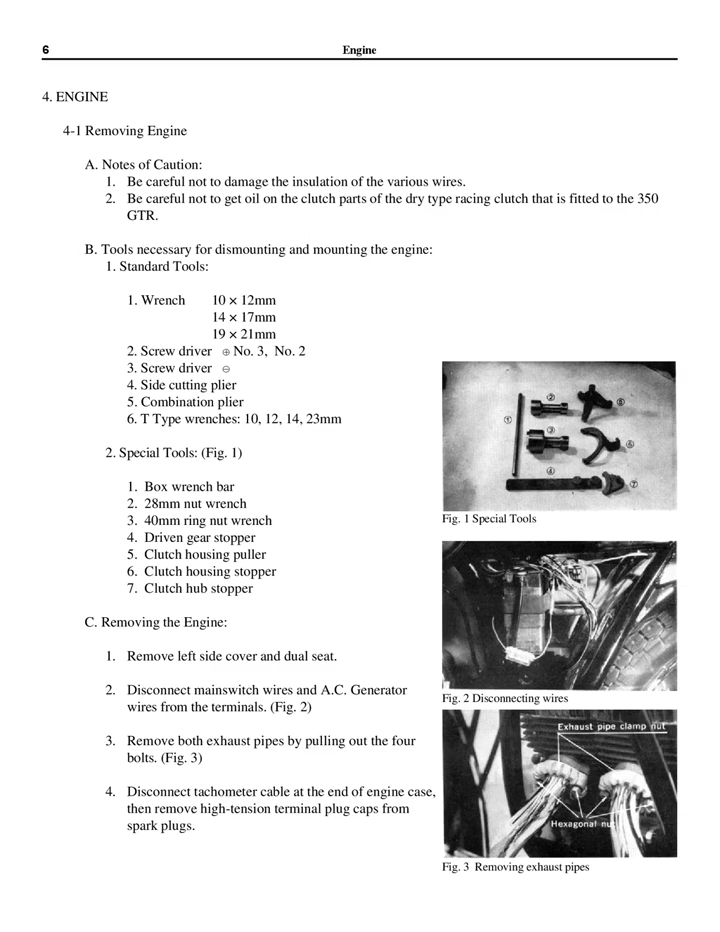 6
Engine
4. ENGINE
4-1 Removing Engine
A. Notes of Caution:
1. Be careful not to damage the insulation of the various wires.
2. Be careful not to get oil on the clutch parts of the dry type racing clutch that is fitted to the 350
GTR.
B. Tools necessary for dismounting and mounting the engine:
1. Standard Tools:
1. Wrench 10 × 12mm
14 × 17mm
19 × 21mm
2. Screw driver ⊕ No. 3, No. 2
3. Screw driver ⊖
4. Side cutting plier
5. Combination plier
6. T Type wrenches: 10, 12, 14, 23mm
2. Special Tools: (Fig. 1)
1. Box wrench bar
2. 28mm nut wrench
3. 40mm ring nut wrench
4. Driven gear stopper
5. Clutch housing puller
6. Clutch housing stopper
7. Clutch hub stopper
C. Removing the Engine:
1. Remove left side cover and dual seat.
2. Disconnect mainswitch wires and A.C. Generator
wires from the terminals. (Fig. 2)
3. Remove both exhaust pipes by pulling out the four
bolts. (Fig. 3)
4. Disconnect tachometer cable at the end of engine case,
then remove high-tension terminal plug caps from
spark plugs.
①
②
③
④
⑤
⑥
⑦
Fig. 1 Special Tools
Fig. 2 Disconnecting wires
Exhaust pipe clamp nut
Hexagonal nut
Fig. 3 Removing exhaust pipes